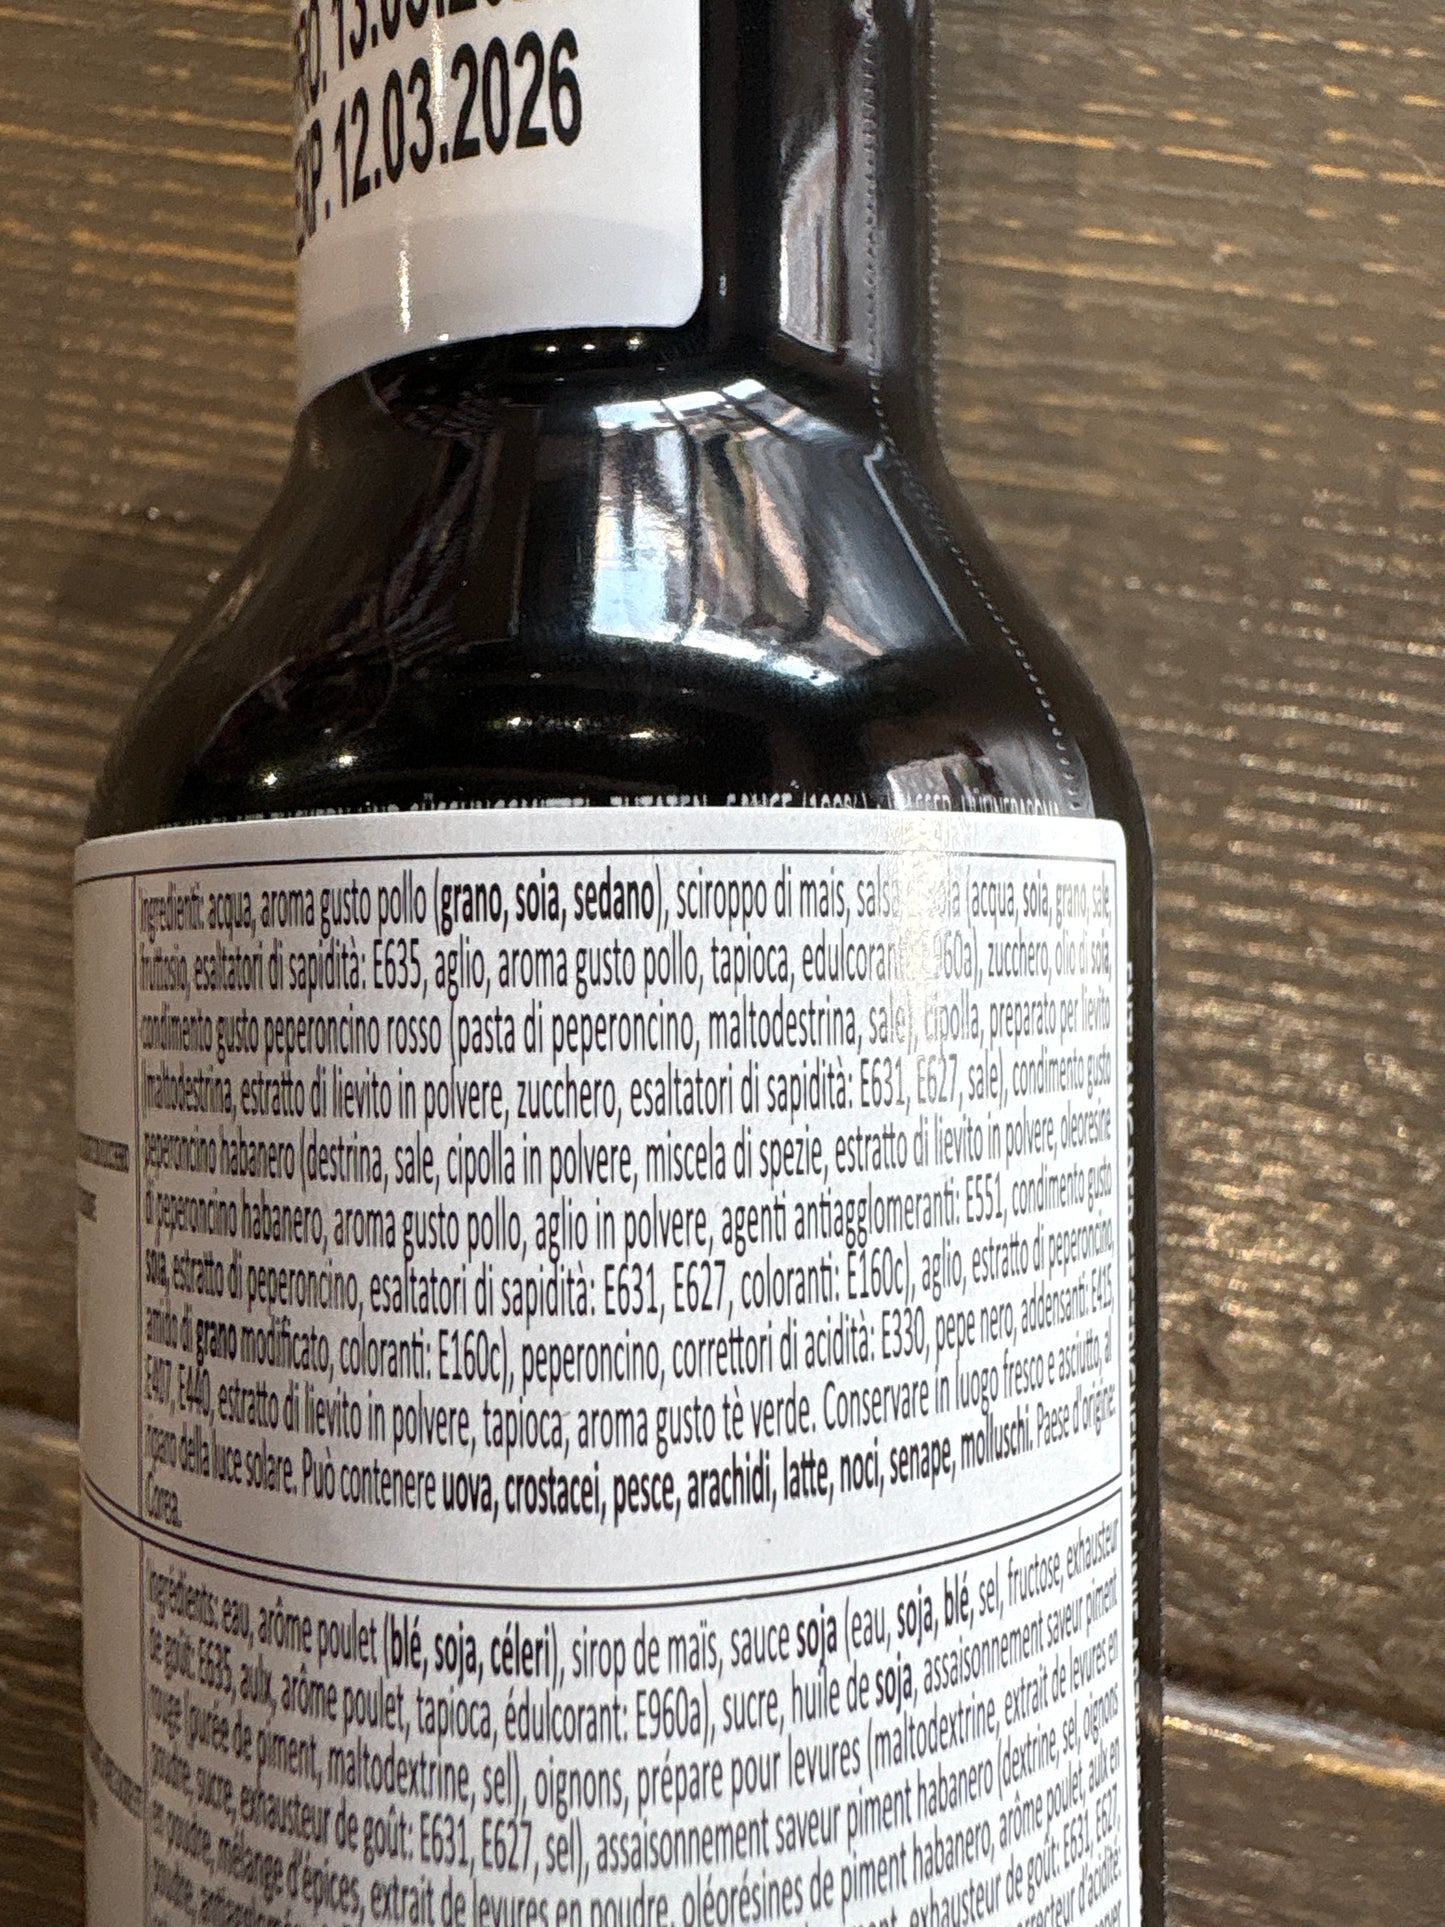 12.03.2026
Ingredienti: acqua, aroma gusto pollo (grano, soia, sedano), sciroppo di mais, salsa soia (acqua, soia, grano, sale,
fruttosio, esaltatori di sapidità: E635, aglio, aroma gusto pollo, tapioca, zucchero, olio di soia,
condimento gusto peperoncino rosso (pasta di peperoncino, maltodestrina, sale), cipolla, preparato per lievito
(maltodestrina, estratto di lievito in polvere, zucchero, esaltatori di sapidità: E631, E627, sale), condimento gusto
peperoncino habanero (destrina, sale, cipolla in polvere, miscela di spezie, estratto di lievito in polvere, oleoresine
di peperoncino habanero, aroma gusto pollo, aglio in polvere, agenti antiagglomeranti: E551, condimento gusto
soia, estratto di peperoncino, esaltatori di sapidità: E631, E627, coloranti: E160c), aglio, estratto di peperoncino,
amido di grano modificato, coloranti: E160c), peperoncino, correttori di acidità: E330, pepe nero, addensanti: E415,
E407, E440, estratto di lievito in polvere, tapioca, aroma gusto tè verde. Conservare in luogo fresco e asciutto, al
riparo della luce solare. Può contenere uova, crostacei, pesce, arachidi, latte, noci, senape, molluschi. Paese d'origine:
Corea.
Ingrédients: eau, arôme poulet (blé, soja, céleri), sirop de maïs, sauce soja (eau, soja, blé, sel, fructose, exhausteur
de goût: E635, aulx, arôme poulet, tapioca, édulcorant: E960a), sucre, huile de soja, assaisonnement saveur piment
rouge (purée de piment, maltodextrine, sel), oignons, prépare pour levures (maltodextrine, extrait de levures en
poudre, sucre, exhausteur de goût: E631, E627, sel), assaisonnement saveur piment habanero (dextrine, sel, oignons
en poudre, mélange d'épices, extrait de levures en poudre, oléorésines de piment habanero, arôme poulet, aulx en
poudre, exhausteur de goût: E631, E627,